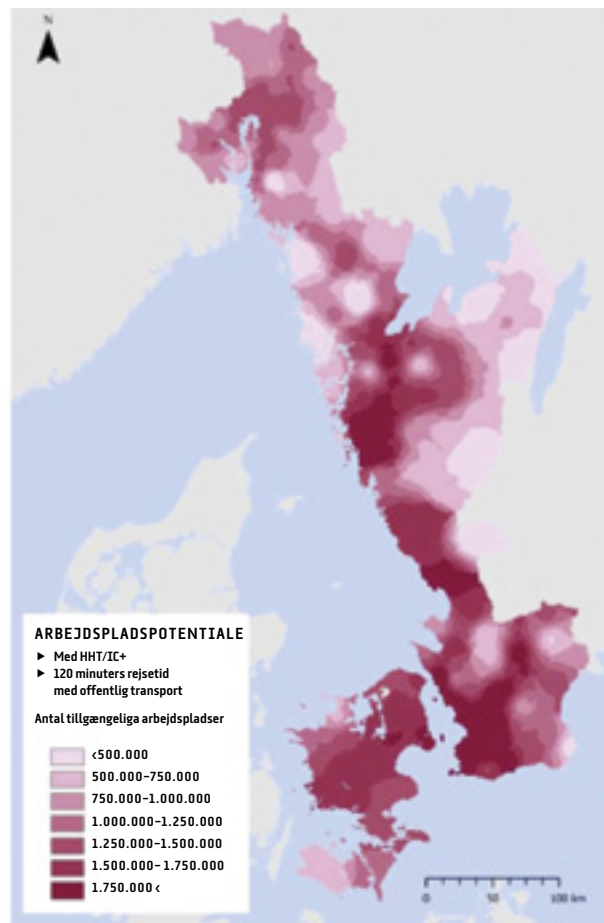 N
ARBEJDSPLADSPOTENTIALE
▶ Med HHT/IC+
▶ 120 minuters rejsetid
med offentlig transport
Antal tillgængeliga arbejdspladser
<500.000
500.000–750.000
750.000–1.000.000
1.000.000–1.250.000
1.250.000–1.500.000
1.500.000–1.750.000
1.750.000<
0 50 100 km